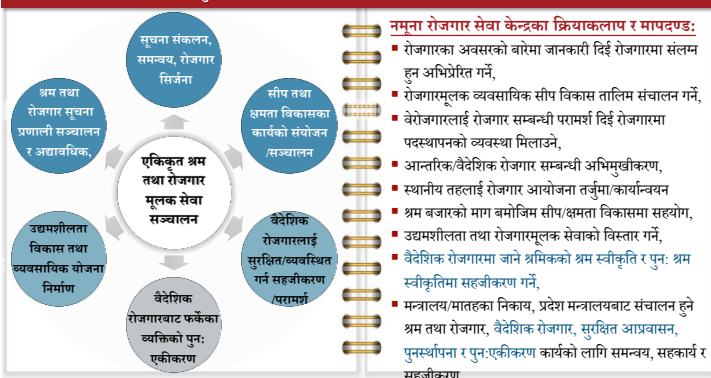 सूचना संकलन,
समन्वय, रोजगार
सिर्जना
श्रम तथा
रोजगार सूचना
प्रणाली सञ्चालन
र अद्यावधिक,
सीप तथा
क्षमता विकासका
कार्यको संयोजन
/सञ्चालन
एकिकृत श्रम
तथा रोजगार
मूलक सेवा
सञ्चालन
उद्यमशीलता
विकास तथा
व्यवसायिक योजना
निर्माण
वैदेशिक
रोजगारलाई
सुरक्षित/व्यवस्थित
गर्न सहजीकरण
/परामर्श
वैदेशिक
रोजगारबाट फर्केका
व्यक्तिको पुन:
एकीकरण
नमूना रोजगार सेवा केन्द्रका क्रियाकलाप र मापदण्ड:
▪ रोजगारका अवसरको बारेमा जानकारी दिई रोजगारमा संलग्न
हुन अभिप्रेरित गर्ने,
▪ रोजगारमूलक व्यवसायिक सीप विकास तालिम संचालन गर्ने,
▪ वेरोजगारलाई रोजगार सम्बन्धी परामर्श दिई रोजगारमा
पदस्थापनको व्यवस्था मिलाउने,
▪ आन्तरिक/वैदेशिक रोजगार सम्बन्धी अभिमुखीकरण,
▪ स्थानीय तहलाई रोजगार आयोजना तर्जुमा/कार्यान्वयन
▪ श्रम बजारको माग बमोजिम सीप/क्षमता विकासमा सहयोग,
▪ उद्यमशीलता तथा रोजगारमूलक सेवाको विस्तार गर्ने,
▪ वैदेशिक रोजगारमा जाने श्रमिकको श्रम स्वीकृति र पुन: श्रम
स्वीकृतिमा सहजीकरण गर्ने,
▪ मन्त्रालय/मातहका निकाय, प्रदेश मन्त्रालयबाट संचालन हुने
श्रम तथा रोजगार, वैदेशिक रोजगार, सुरक्षित आप्रवासन,
पुनर्स्थापना र पुन:एकीकरण कार्यको लागि समन्वय, सहकार्य र
सहजीकरण